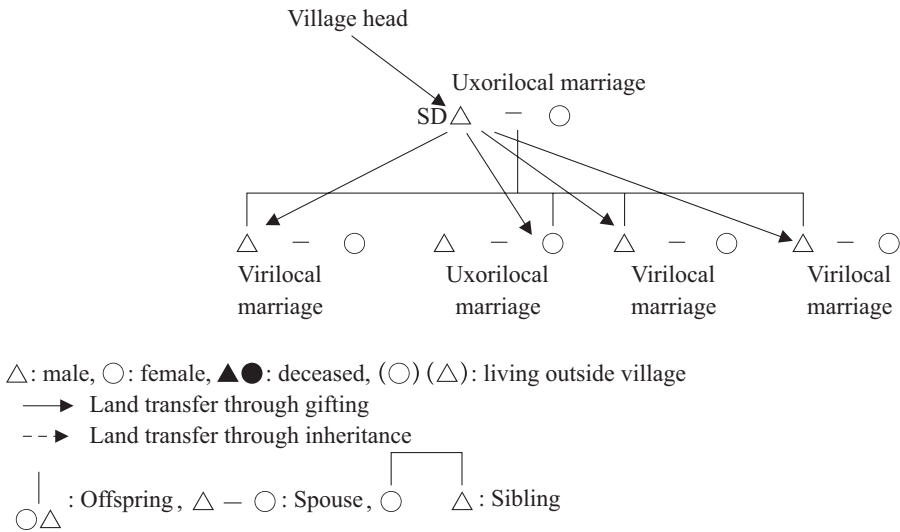 Village head
Uxorilocal marriage
SD
Virilocal marriage
Uxorilocal marriage
Virilocal marriage
Virilocal marriage
: male, : female, : deceased, ( ) ( ): living outside village
Land transfer through gifting
Land transfer through inheritance
: Offspring, – : Spouse, : Sibling